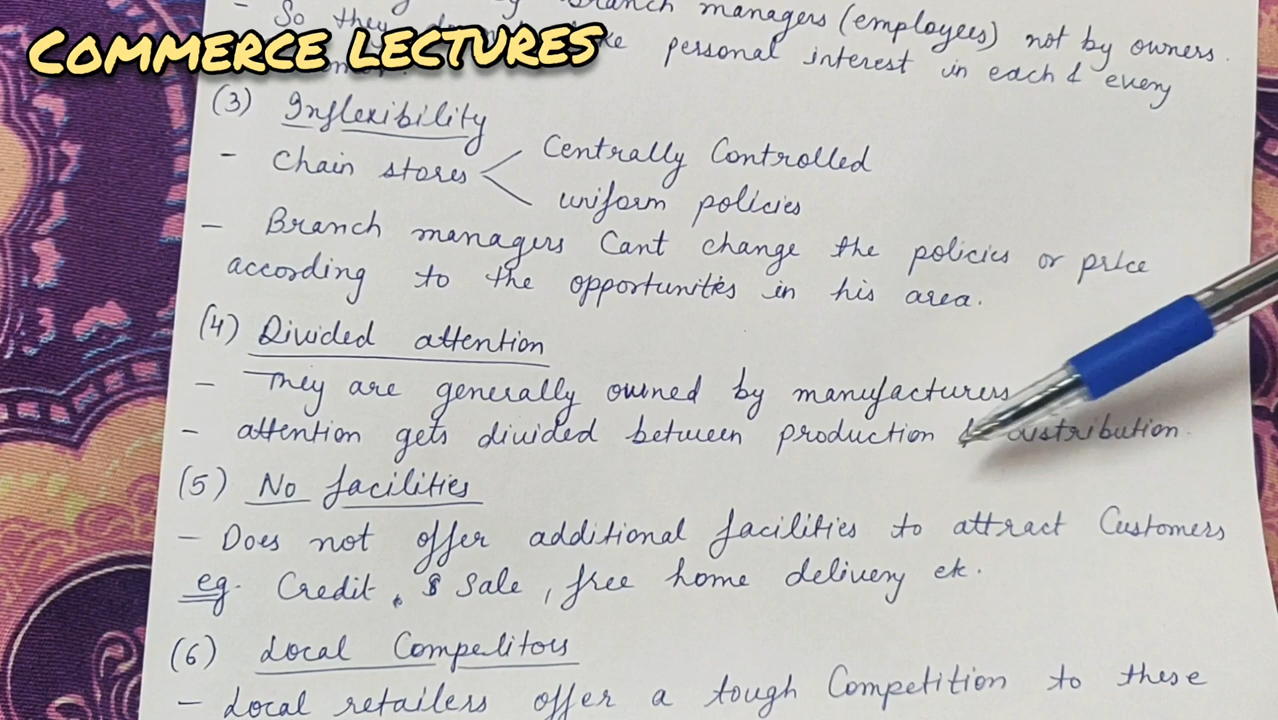 Branch managers (employees) not by owners.
- So they
COMMERCE LECTURES
personal interest in each & every
(3) Inflexibility
- Chain stores
Centrally Controlled
uniform policies
- Branch managers Cant change the policies or price
according to the opportunities in his area.
(4) Divided attention
- They are generally owned by manufacturers
- attention gets divided between production & distribution.
(5) No facilities
- Does not offer additional facilities to attract Customers
eg. Credit, Sale, free home delivery etc.
(6) Local Competitors
- Local retailers offer a tough Competition to these